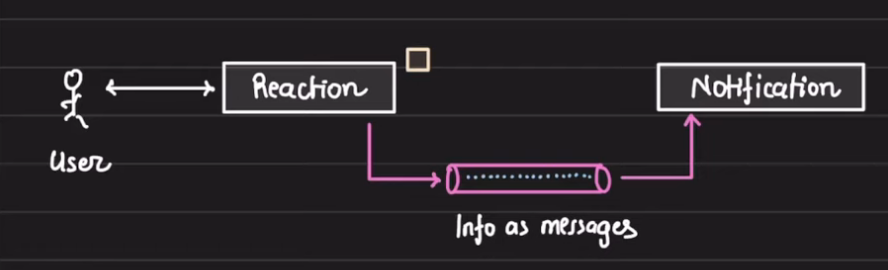 Reaction
Notification
User
Info as messages